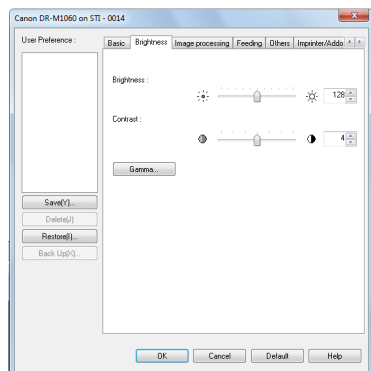 Canon DR-M1060 on STI - 0014
User Preference :
Basic Brightness Image processing Feeding Others Imprinter/Addo
Brightness :
128
Contrast :
4
Gamma...
Save(Y)...
Delete(J)
Restore(I)...
Back Up(X)...
OK Cancel Default Help